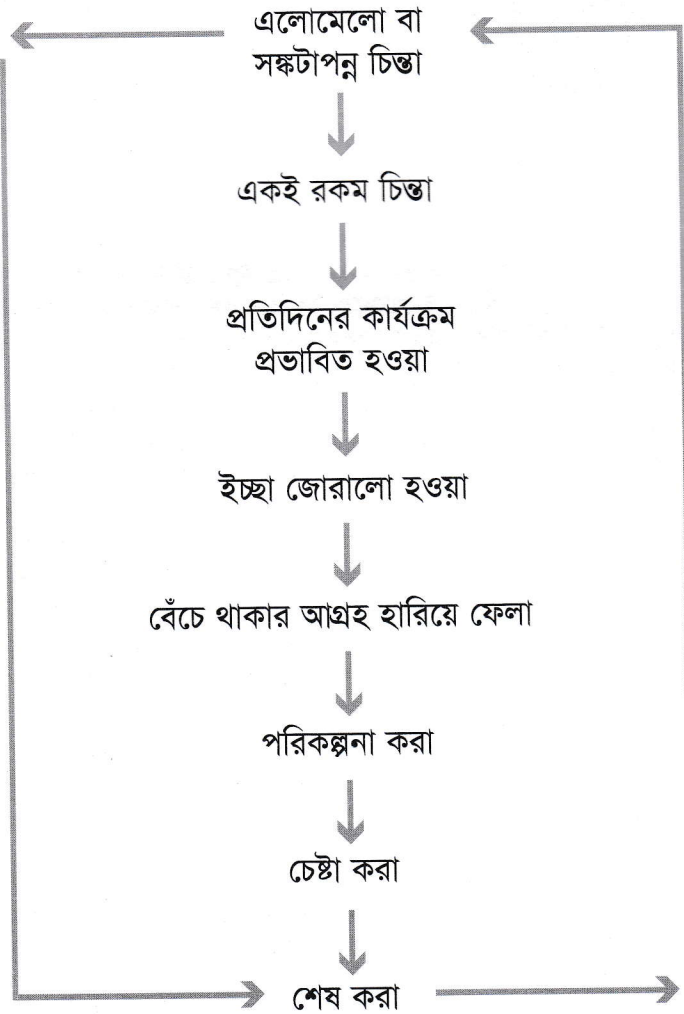 এলোমেলো বা
সঙ্কটাপন্ন চিন্তা
একই রকম চিন্তা
প্রতিদিনের কার্যক্রম
প্রভাবিত হওয়া
ইচ্ছা জোরালো হওয়া
বেঁচে থাকার আগ্রহ হারিয়ে ফেলা
পরিকল্পনা করা
চেষ্টা করা
শেষ করা